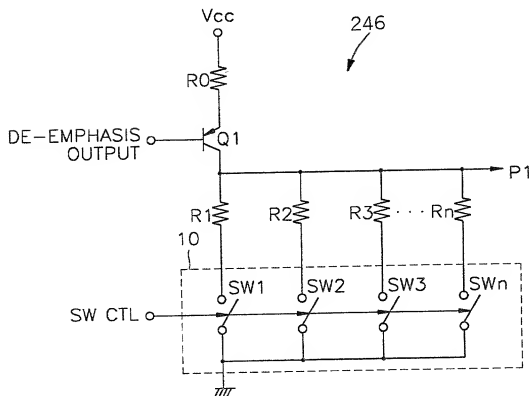 Vcc
246
R0
DE-EMPHASIS
OUTPUT
Q1
P1
R1
R2
R3 ··· Rn
10
SW1
SW2
SW3
SWn
SW CTL